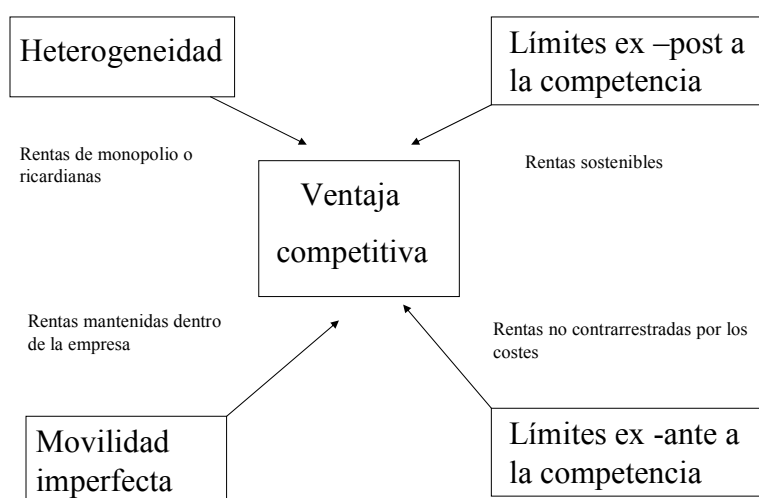 Heterogeneidad
Límites ex –post a
la competencia
Rentas de monopolio o
ricardianas
Rentas sostenibles
Ventaja
competitiva
Rentas mantenidas dentro
de la empresa
Rentas no contrarrestradas por los
costes
Movilidad
imperfecta
Límites ex -ante a
la competencia